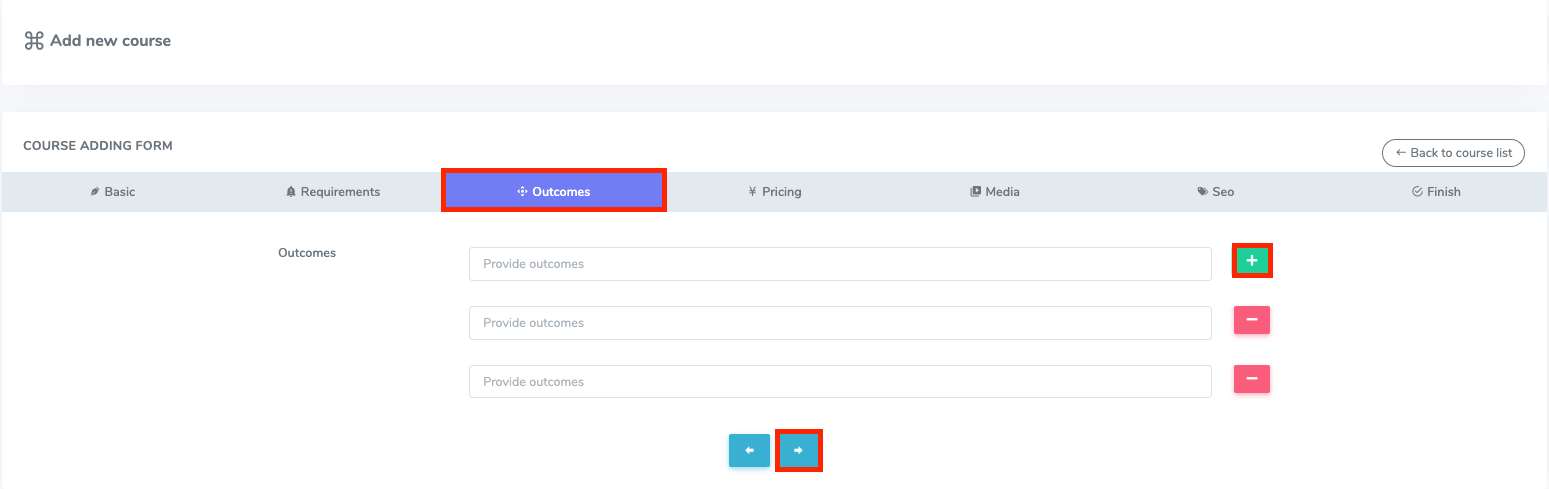 Add new course
COURSE ADDING FORM
← Back to course list
Basic
Requirements
Outcomes
¥ Pricing
Media
Seo
Finish
Outcomes
Provide outcomes
Provide outcomes
Provide outcomes